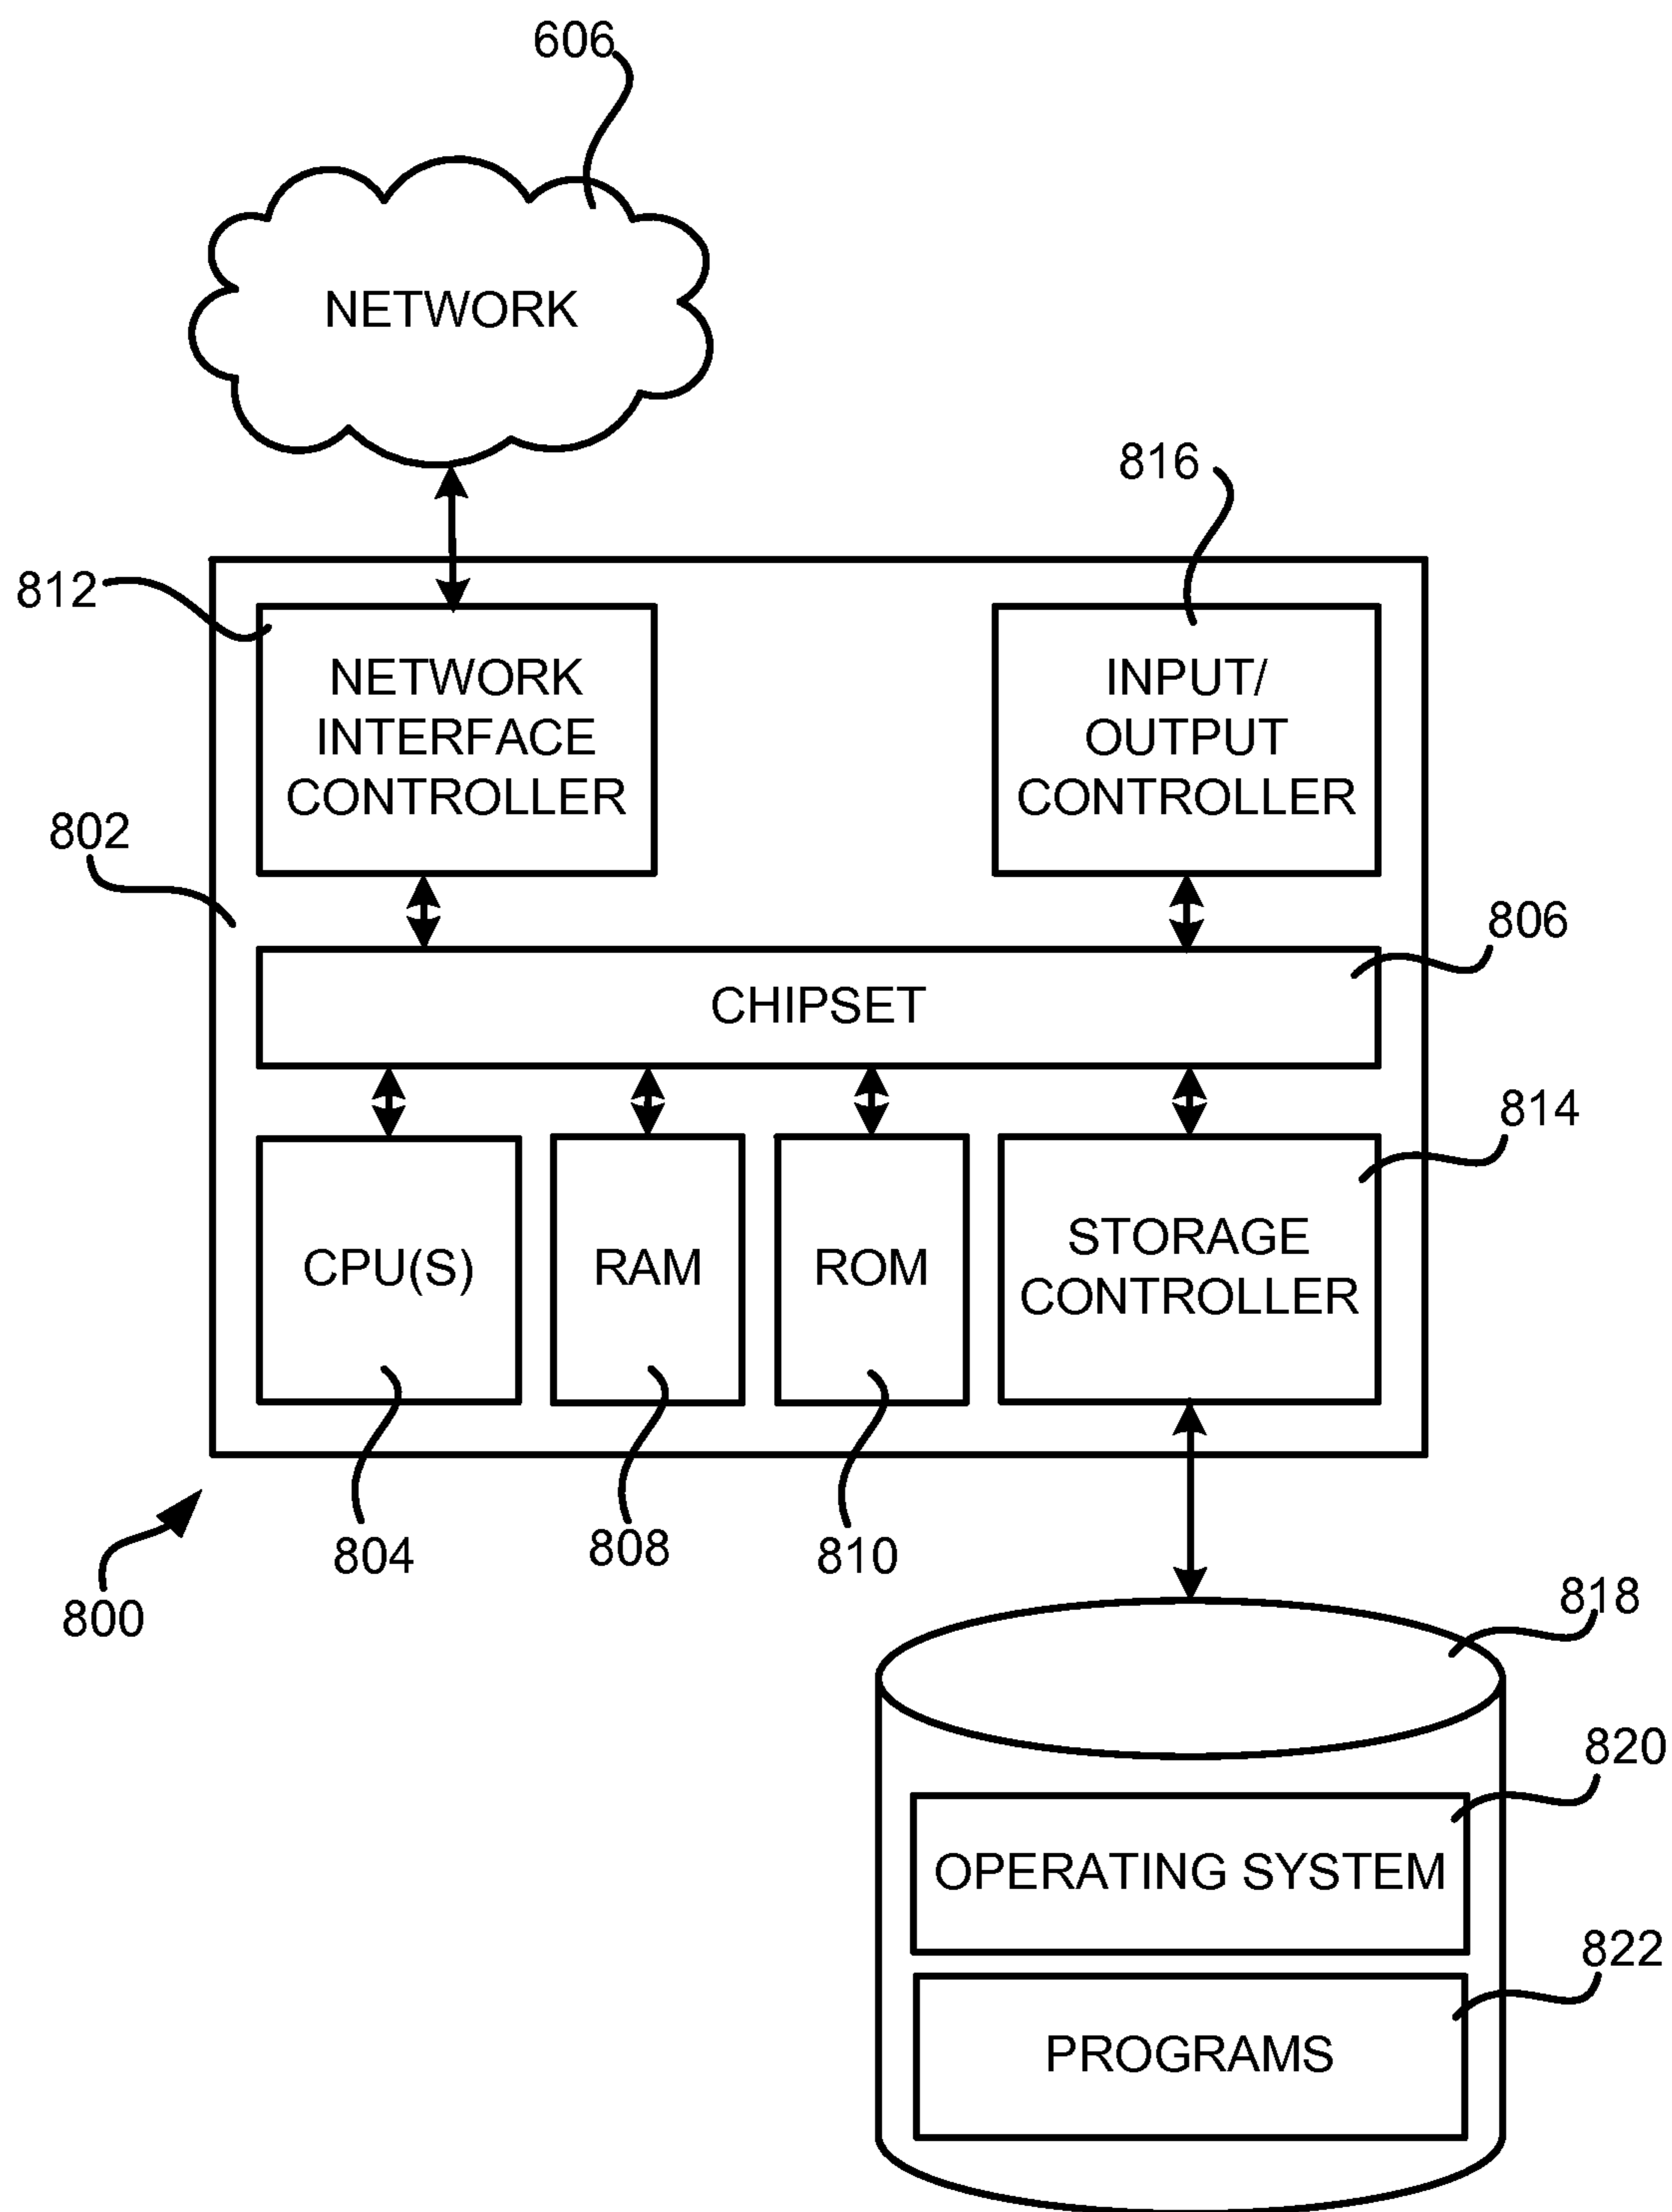 606
NETWORK
816
812
NETWORK
INTERFACE
CONTROLLER
INPUT/
OUTPUT
CONTROLLER
802
806
CHIPSET
814
CPU(S)
RAM
ROM
STORAGE
CONTROLLER
804
808
810
800
818
820
OPERATING SYSTEM
822
PROGRAMS